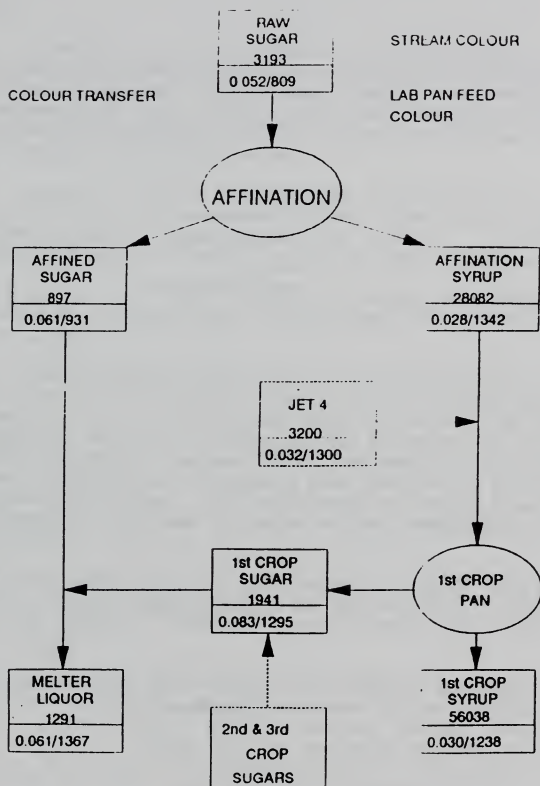 RAW
SUGAR
3193
0 052/809
STREAM COLOUR
COLOUR TRANSFER
LAB PAN FEED
COLOUR
AFFINATION
AFFINED
SUGAR
897
0.061/931
AFFINATION
SYRUP
28082
0.028/1342
JET 4
3200
0.032/1300
1st CROP
SUGAR
1941
0.083/1295
1st CROP
PAN
MELTER
LIQUOR
1291
0.061/1367
2nd & 3rd
CROP
SUGARS
1st CROP
SYRUP
56038
0.030/1238